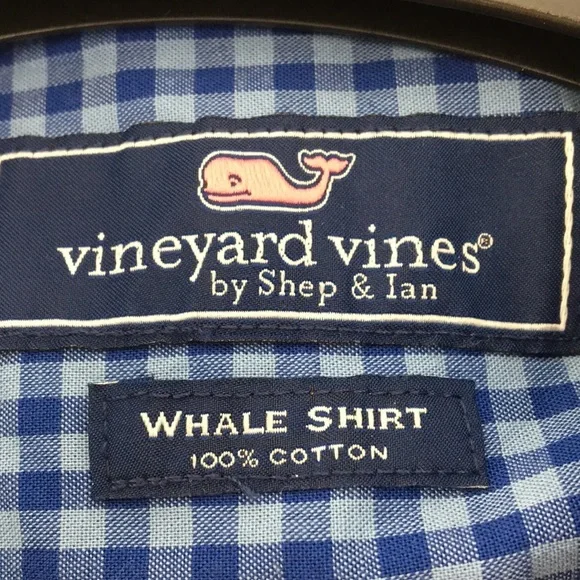 vineyard vines®
by Shep & Ian
WHALE SHIRT
100% COTTON